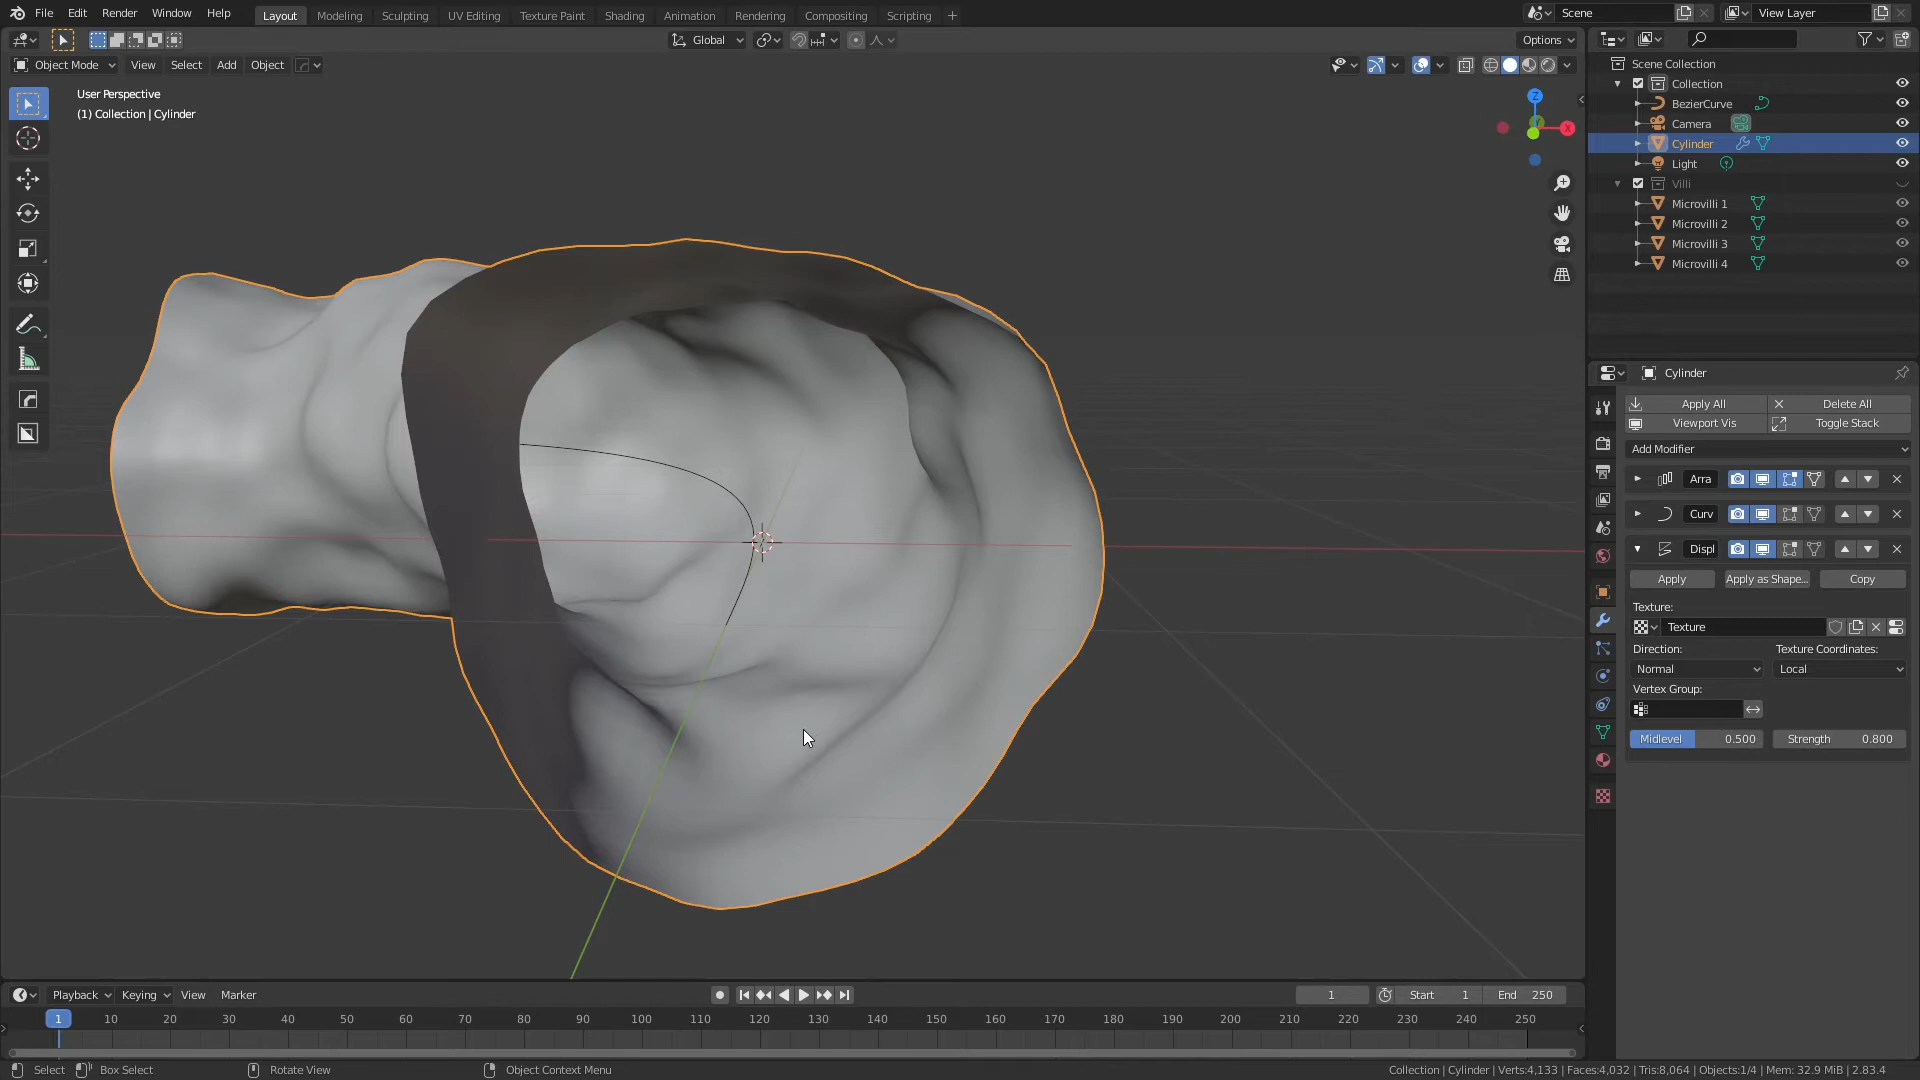 File Edit Render Window Help Layout Modeling Sculpting UV Editing Texture Paint Shading Animation Rendering Compositing Scripting + Scene View Layer
Global Options
Object Mode View Select Add Object
User Perspective
(1) Collection | Cylinder
Z
X
Scene Collection
Collection
BezierCurve
Camera
Cylinder
Light
Villi
Microvilli 1
Microvilli 2
Microvilli 3
Microvilli 4
Cylinder
Apply All Delete All
Viewport Vis Toggle Stack
Add Modifier
Arra
Curv
Displ
Apply Apply as Shape... Copy
Texture:
Texture
Direction: Texture Coordinates:
Normal Local
Vertex Group:
Midlevel 0.500 Strength 0.800
Playback Keying View Marker 1 Start 1 End 250
1 10 20 30 40 50 60 70 80 90 100 110 120 130 140 150 160 170 180 190 200 210 220 230 240 250
Select Box Select Rotate View Object Context Menu Collection | Cylinder | Verts:4,133 | Faces:4,032 | Tris:8,064 | Objects:1/4 | Mem: 32.9 MiB | 2.83.4